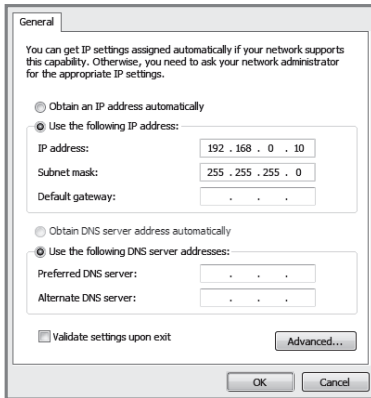 General
You can get IP settings assigned automatically if your network supports
this capability. Otherwise, you need to ask your network administrator
for the appropriate IP settings.
Obtain an IP address automatically
Use the following IP address:
IP address: 192 . 168 . 0 . 10
Subnet mask: 255 . 255 . 255 . 0
Default gateway: . . .
Obtain DNS server address automatically
Use the following DNS server addresses:
Preferred DNS server: . . .
Alternate DNS server: . . .
Validate settings upon exit
Advanced...
OK Cancel